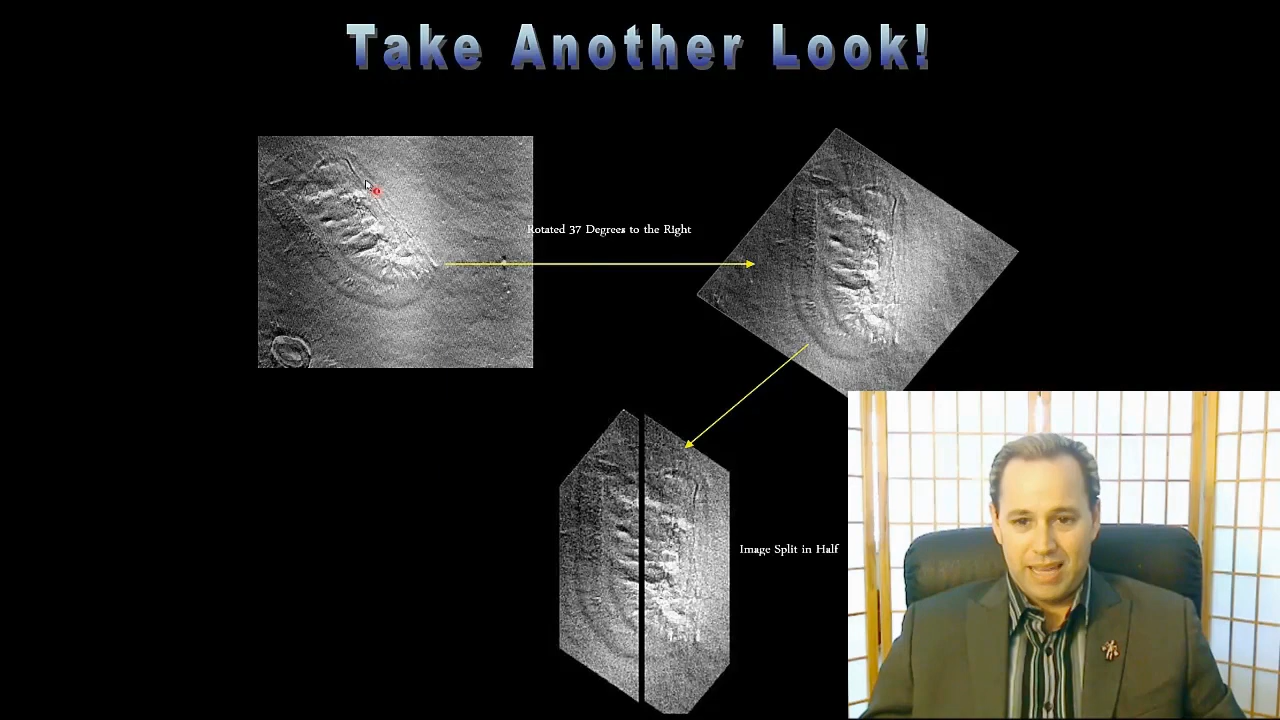 Take Another Look!
Rotated 37 Degrees to the Right
Image Split in Half